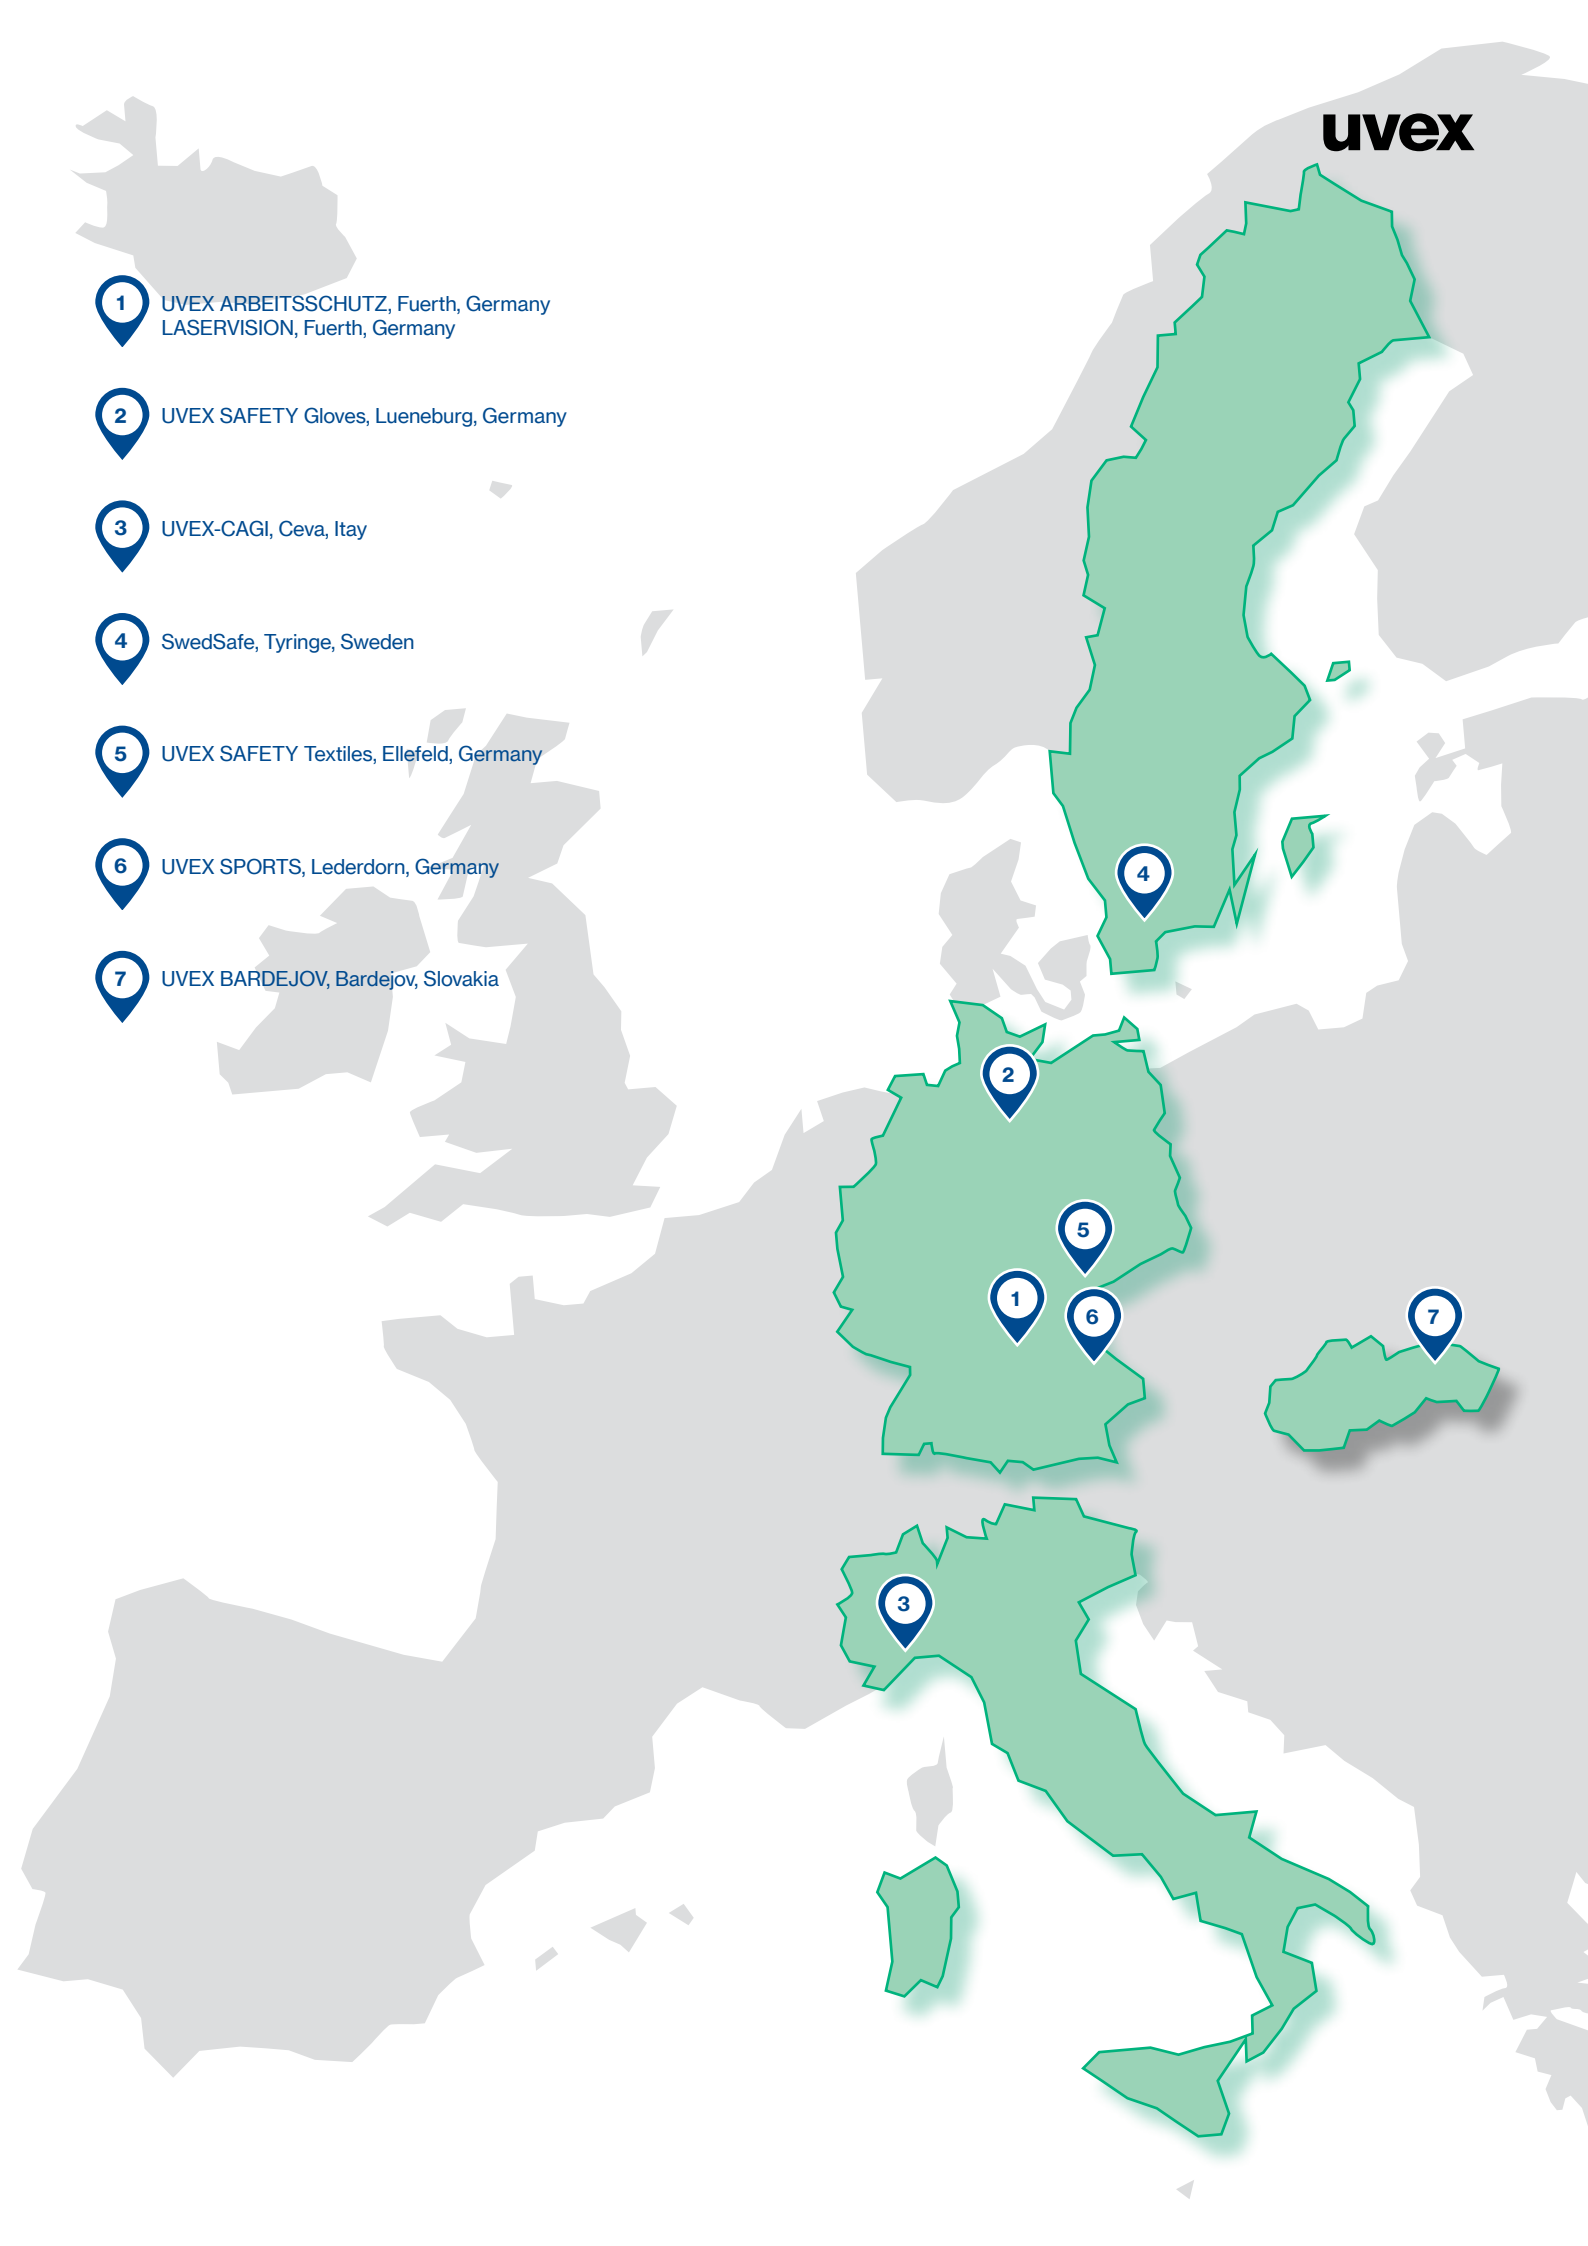 uvex
1
UVEX ARBEITSSCHUTZ, Fuerth, Germany
LASERVISION, Fuerth, Germany
2
UVEX SAFETY Gloves, Lueneburg, Germany
3
UVEX-CAGI, Ceva, Itay
4
SwedSafe, Tyringe, Sweden
5
UVEX SAFETY Textiles, Ellefeld, Germany
6
UVEX SPORTS, Lederdorn, Germany
7
UVEX BARDEJOV, Bardejov, Slovakia
4
2
5
1
6
7
3